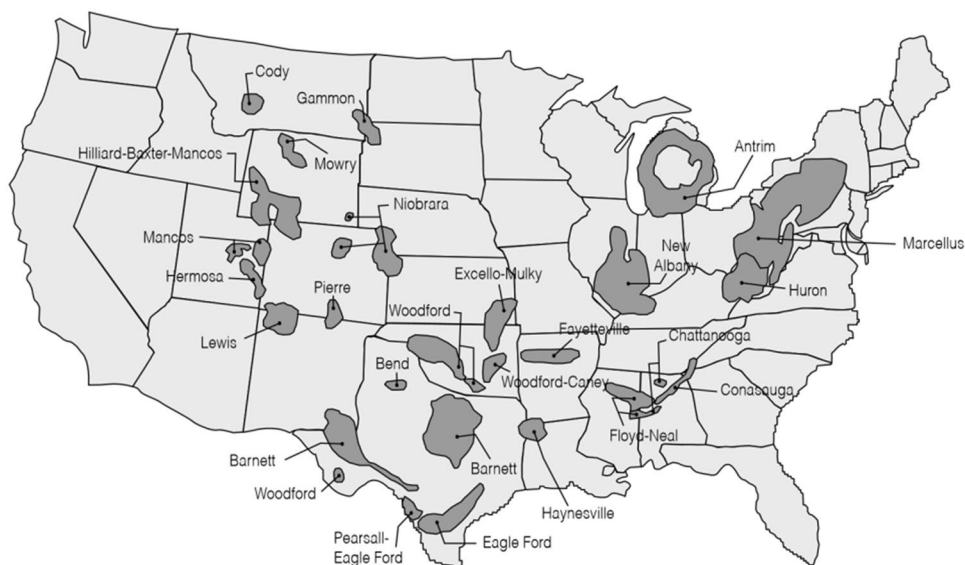 Cody
Gammon
Antrim
Hilliard-Baxter-Mancos
Mowry
Niobrara
Mancos
New
Albany
Marcellus
Hermosa
Excello-Mulky
Pierre
Huron
Woodford
Lewis
Fayetteville
Chattanooga
Bend
Woodford-Caney
Conasauga
Floyd-Neal
Barnett
Barnett
Woodford
Haynesville
Pearsall-
Eagle Ford
Eagle Ford